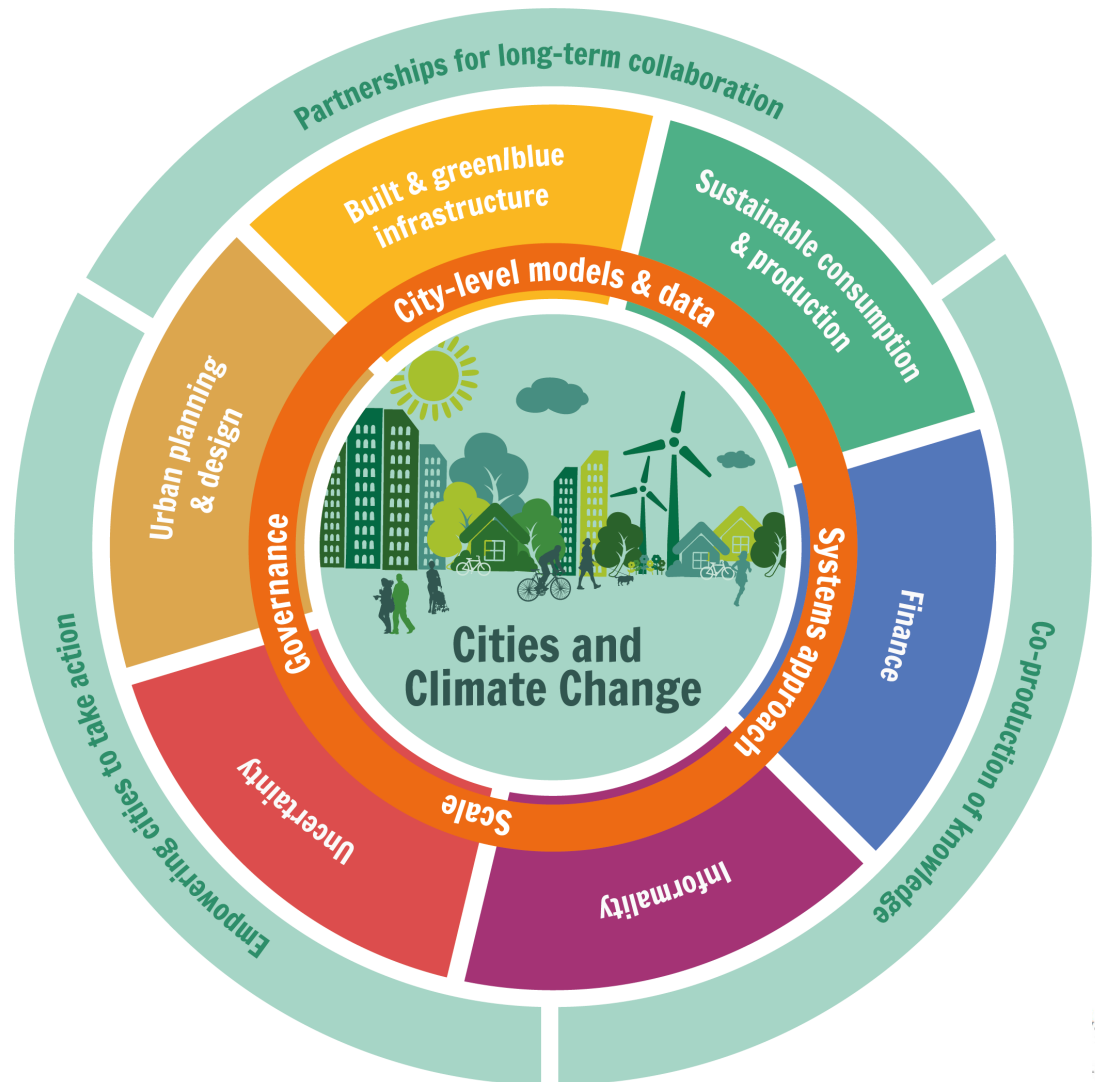 Partnerships for long-term collaboration
Built & green/blue
infrastructure
Sustainable consumption
& production
City-level models & data
Urban planning
& design
Governance
Systems approach
Finance
Cities and
Climate Change
Empowering cities to take action
Co-production of knowledge
Uncertainty
Scale
Informality